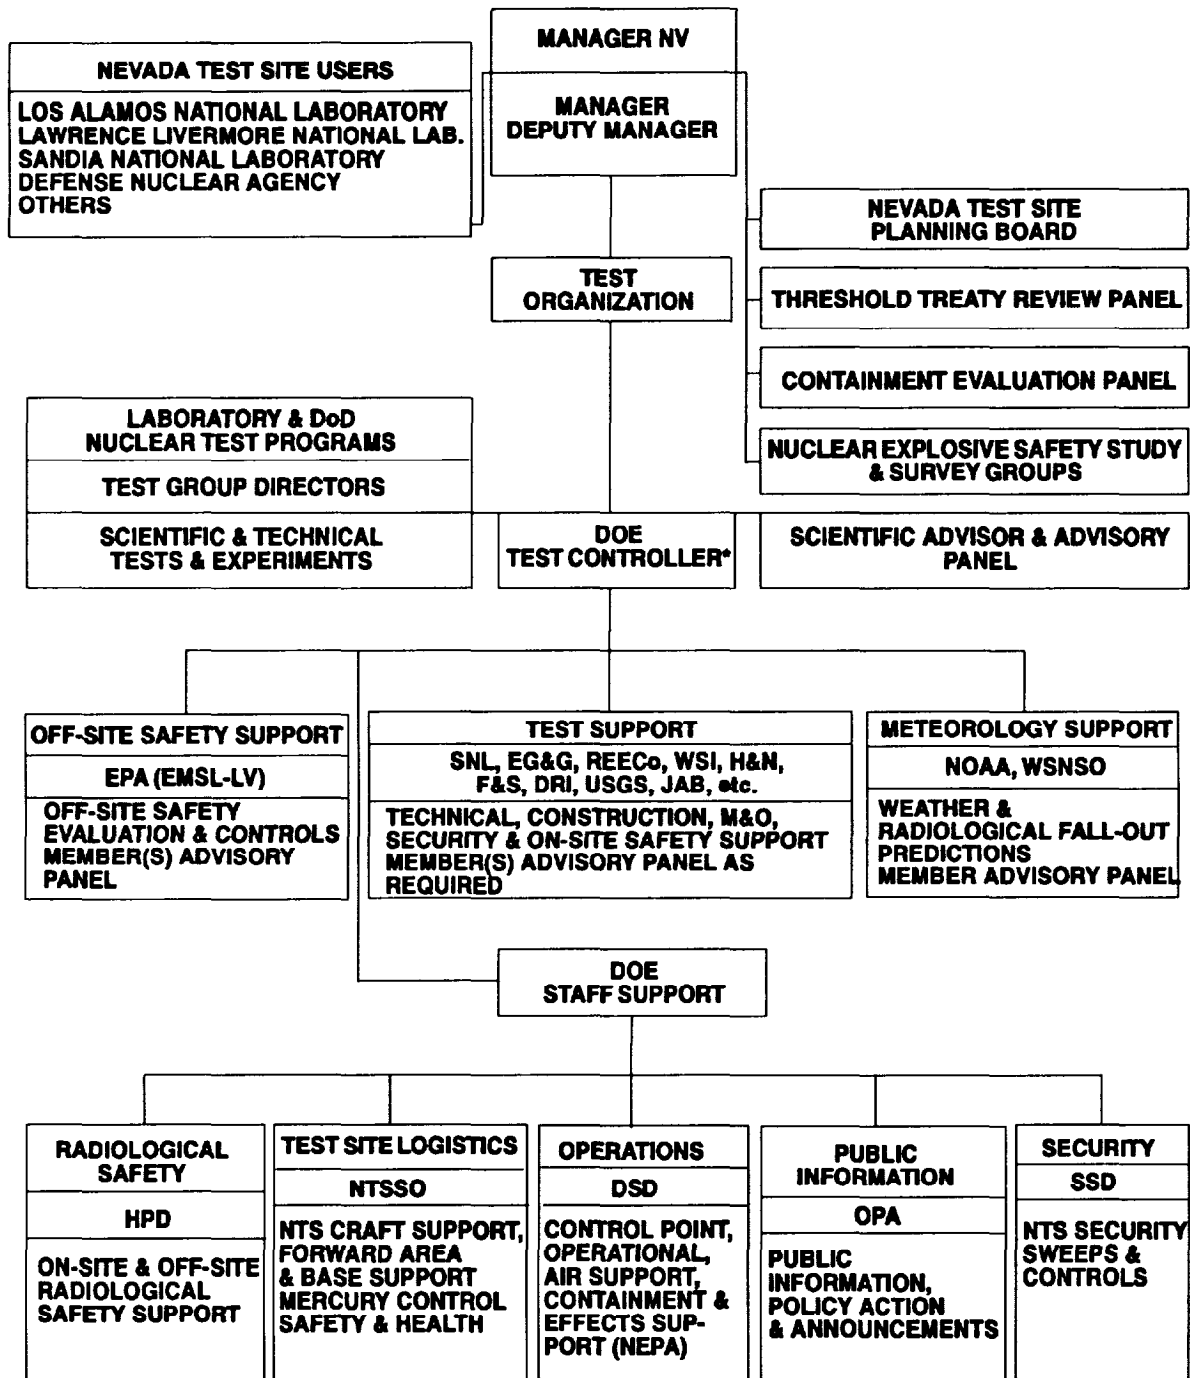 MANAGER NV
MANAGER
DEPUTY MANAGER
NEVADA TEST SITE USERS
LOS ALAMOS NATIONAL LABORATORY
LAWRENCE LIVERMORE NATIONAL LAB.
SANDIA NATIONAL LABORATORY
DEFENSE NUCLEAR AGENCY
OTHERS
NEVADA TEST SITE
PLANNING BOARD
TEST
ORGANIZATION
THRESHOLD TREATY REVIEW PANEL
CONTAINMENT EVALUATION PANEL
NUCLEAR EXPLOSIVE SAFETY STUDY
& SURVEY GROUPS
LABORATORY & DoD
NUCLEAR TEST PROGRAMS
TEST GROUP DIRECTORS
SCIENTIFIC & TECHNICAL
TESTS & EXPERIMENTS
DOE
TEST CONTROLLER*
SCIENTIFIC ADVISOR & ADVISORY
PANEL
OFF-SITE SAFETY SUPPORT
EPA (EMSL-LV)
OFF-SITE SAFETY
EVALUATION & CONTROLS
MEMBER(S) ADVISORY
PANEL
TEST SUPPORT
SNL, EG&G, REECo, WSI, H&N,
F&S, DRI, USGS, JAB, etc.
TECHNICAL, CONSTRUCTION, M&O,
SECURITY & ON-SITE SAFETY SUPPORT
MEMBER(S) ADVISORY PANEL AS
REQUIRED
METEOROLOGY SUPPORT
NOAA, WSNSO
WEATHER &
RADIOLOGICAL FALL-OUT
PREDICTIONS
MEMBER ADVISORY PANEL
DOE
STAFF SUPPORT
RADIOLOGICAL
SAFETY
HPD
ON-SITE & OFF-SITE
RADIOLOGICAL
SAFETY SUPPORT
TEST SITE LOGISTICS
NTSSO
NTS CRAFT SUPPORT,
FORWARD AREA
& BASE SUPPORT
MERCURY CONTROL
SAFETY & HEALTH
OPERATIONS
DSD
CONTROL POINT,
OPERATIONAL,
AIR SUPPORT,
CONTAINMENT &
EFFECTS SUP-
PORT (NEPA)
PUBLIC
INFORMATION
OPA
PUBLIC
INFORMATION,
POLICY ACTION
& ANNOUNCEMENTS
SECURITY
SSD
NTS SECURITY
SWEEPS &
CONTROLS